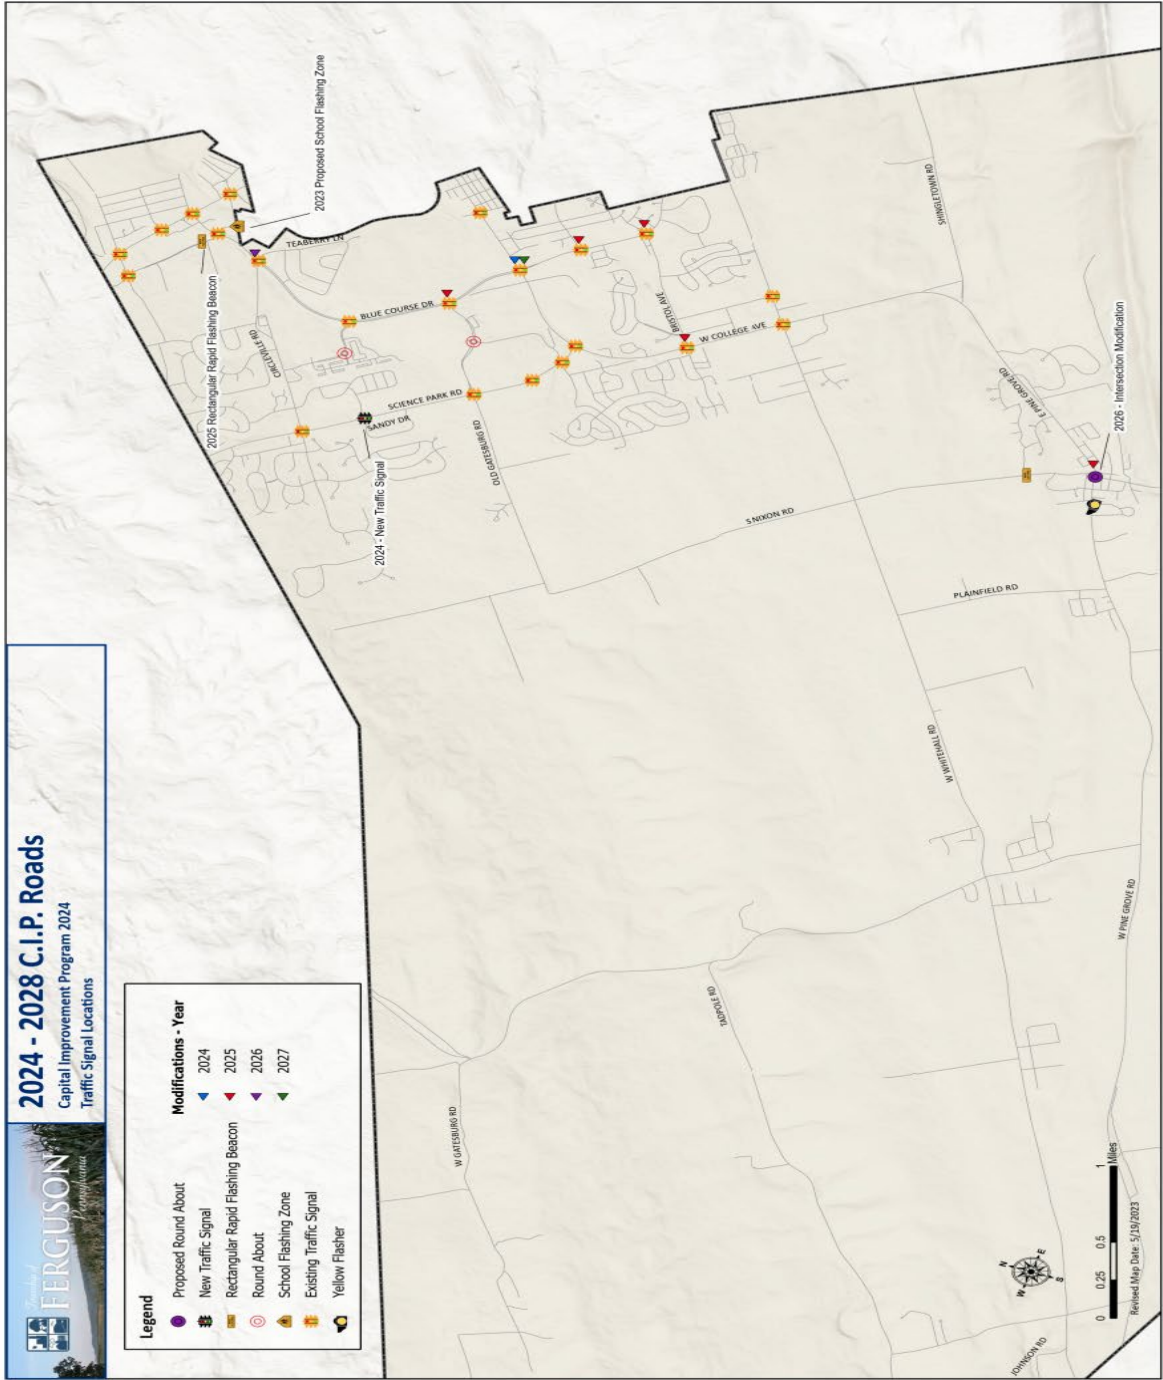 Township of
FERGUSON
Pennsylvania
2024 - 2028 C.I.P. Roads
Capital Improvement Program 2024
Traffic Signal Locations
Legend
Proposed Round About
New Traffic Signal
Rectangular Rapid Flashing Beacon
Round About
School Flashing Zone
Existing Traffic Signal
Yellow Flasher
Modifications - Year
2024
2025
2026
2027
2025 Rectangular Rapid Flashing Beacon
2023 Proposed School Flashing Zone
2024 - New Traffic Signal
2026 - Intersection Modification
TEABERRY LN
CIRCLEVILLE RD
BLUE COURSE DR
SCIENCE PARK RD
SANDY DR
OLD GATESBURG RD
BRISTOL AVE
W COLLEGE AVE
SHINGLETOWN RD
E PINE GROVE RD
S NIXON RD
PLAINFIELD RD
W WHITEHALL RD
W PINE GROVE RD
TADPOLE RD
W GATESBURG RD
JOHNSON RD
N
E
S
W
0 0.25 0.5 1
Miles
Revised Map Date: 5/19/2023